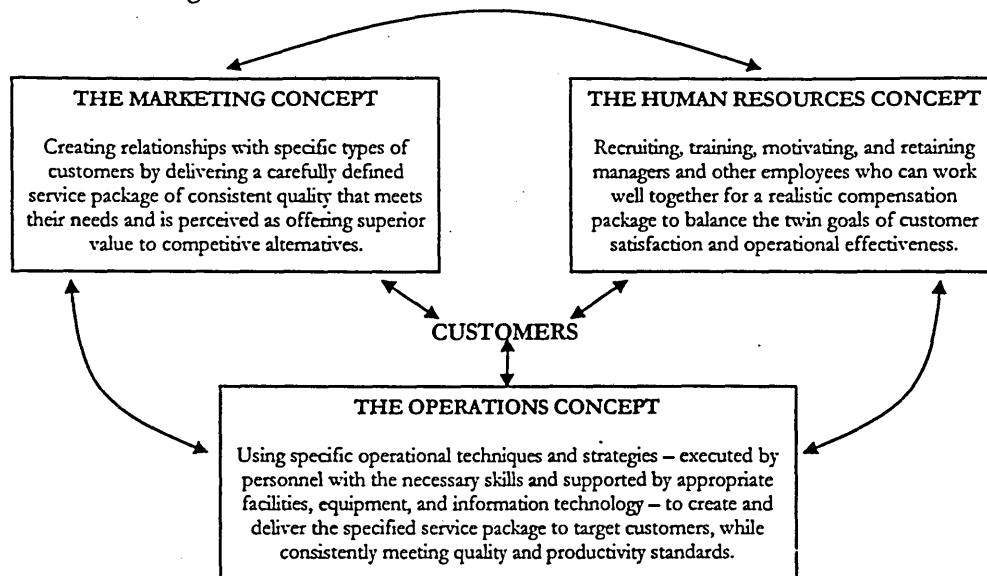 THE MARKETING CONCEPT
Creating relationships with specific types of
customers by delivering a carefully defined
service package of consistent quality that meets
their needs and is perceived as offering superior
value to competitive alternatives.
THE HUMAN RESOURCES CONCEPT
Recruiting, training, motivating, and retaining
managers and other employees who can work
well together for a realistic compensation
package to balance the twin goals of customer
satisfaction and operational effectiveness.
CUSTOMERS
THE OPERATIONS CONCEPT
Using specific operational techniques and strategies – executed by
personnel with the necessary skills and supported by appropriate
facilities, equipment, and information technology – to create and
deliver the specified service package to target customers, while
consistently meeting quality and productivity standards.